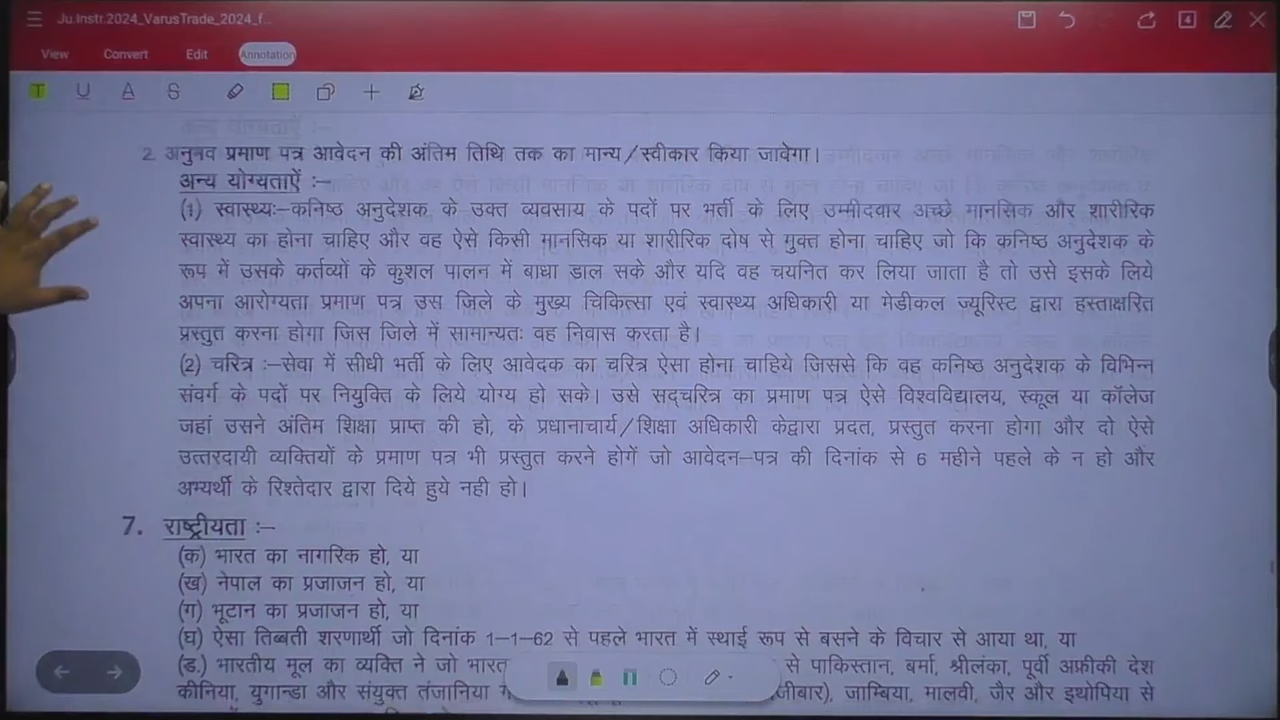 Ju.Instr.2024_VarusTrade_2024_f...
4
View Convert Edit Annotation
T U A S
अन्य योग्यताऐं :–
2. अनुभव प्रमाण पत्र आवेदन की अंतिम तिथि तक का मान्य/स्वीकार किया जावेगा।
अन्य योग्यताऐं :–
(1) स्वास्थ्यः–कनिष्ठ अनुदेशक के उक्त व्यवसाय के पदों पर भर्ती के लिए उम्मीदवार अच्छे मानसिक और शारीरिक
स्वास्थ्य का होना चाहिए और वह ऐसे किसी मानसिक या शारीरिक दोष से मुक्त होना चाहिए जो कि कनिष्ठ अनुदेशक के
रूप में उसके कर्तव्यों के कुशल पालन में बाधा डाल सके और यदि वह चयनित कर लिया जाता है तो उसे इसके लिये
अपना आरोग्यता प्रमाण पत्र उस जिले के मुख्य चिकित्सा एवं स्वास्थ्य अधिकारी या मेडीकल ज्यूरिस्ट द्वारा हस्ताक्षरित
प्रस्तुत करना होगा जिस जिले में सामान्यतः वह निवास करता है।
(2) चरित्र :–सेवा में सीधी भर्ती के लिए आवेदक का चरित्र ऐसा होना चाहिये जिससे कि वह कनिष्ठ अनुदेशक के विभिन्न
संवर्ग के पदों पर नियुक्ति के लिये योग्य हो सके। उसे सद्चरित्र का प्रमाण पत्र ऐसे विश्वविद्यालय, स्कूल या कॉलेज
जहां उसने अंतिम शिक्षा प्राप्त की हो, के प्रधानाचार्य/शिक्षा अधिकारी केद्वारा प्रदत, प्रस्तुत करना होगा और दो ऐसे
उत्तरदायी व्यक्तियों के प्रमाण पत्र भी प्रस्तुत करने होगें जो आवेदन–पत्र की दिनांक से 6 महीने पहले के न हो और
अभ्यर्थी के रिश्तेदार द्वारा दिये हुये नही हो।
7. राष्ट्रीयता :–
(क) भारत का नागरिक हो, या
(ख) नेपाल का प्रजाजन हो, या
(ग) भूटान का प्रजाजन हो, या
(घ) ऐसा तिब्बती शरणार्थी जो दिनांक 1–1–62 से पहले भारत में स्थाई रूप से बसने के विचार से आया था, या
(ड.) भारतीय मूल का व्यक्ति ने जो भारत से पाकिस्तान, बर्मा, श्रीलंका, पूर्वी अफ्रीकी देश
कीनिया, युगान्डा और संयुक्त तंजानिया जाम्बिया, मालवी, जैर और इथोपिया से